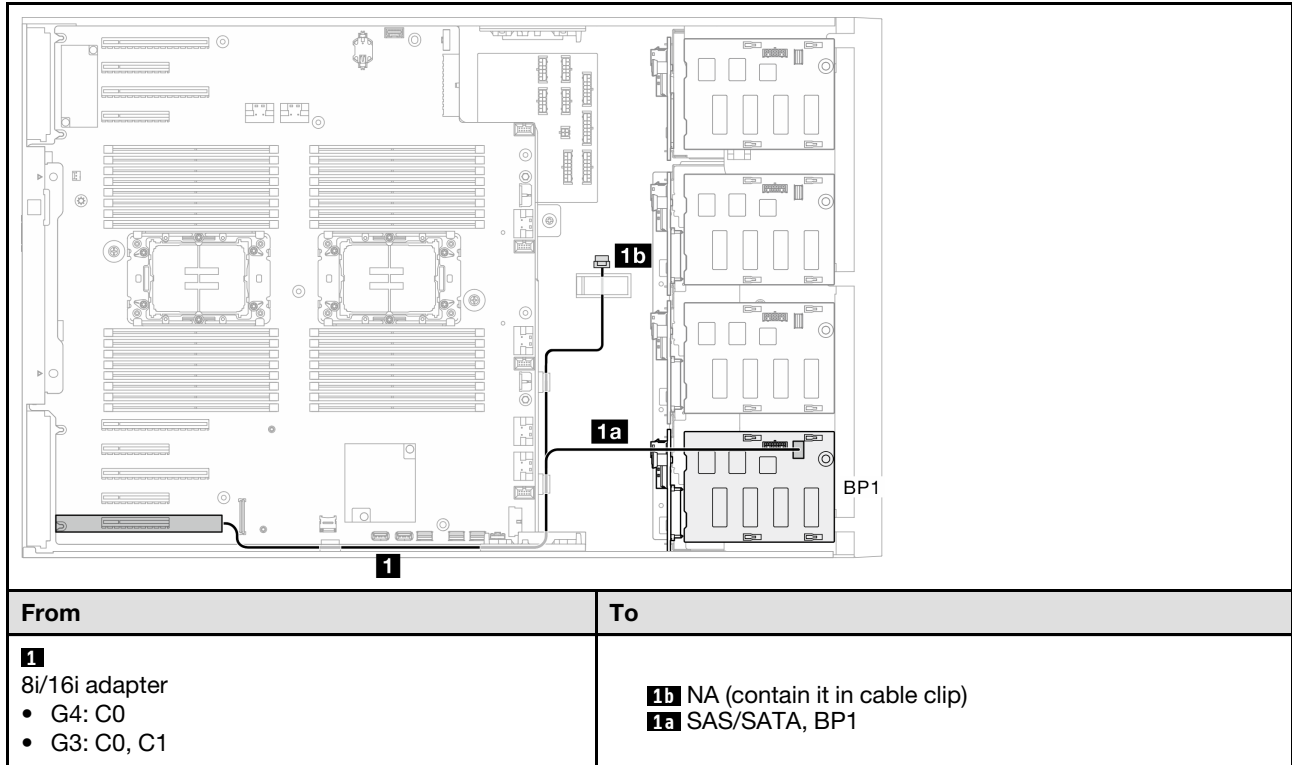 1b
1a
BP1
1
From
To
1
8i/16i adapter
• G4: C0
• G3: C0, C1
1b NA (contain it in cable clip)
1a SAS/SATA, BP1